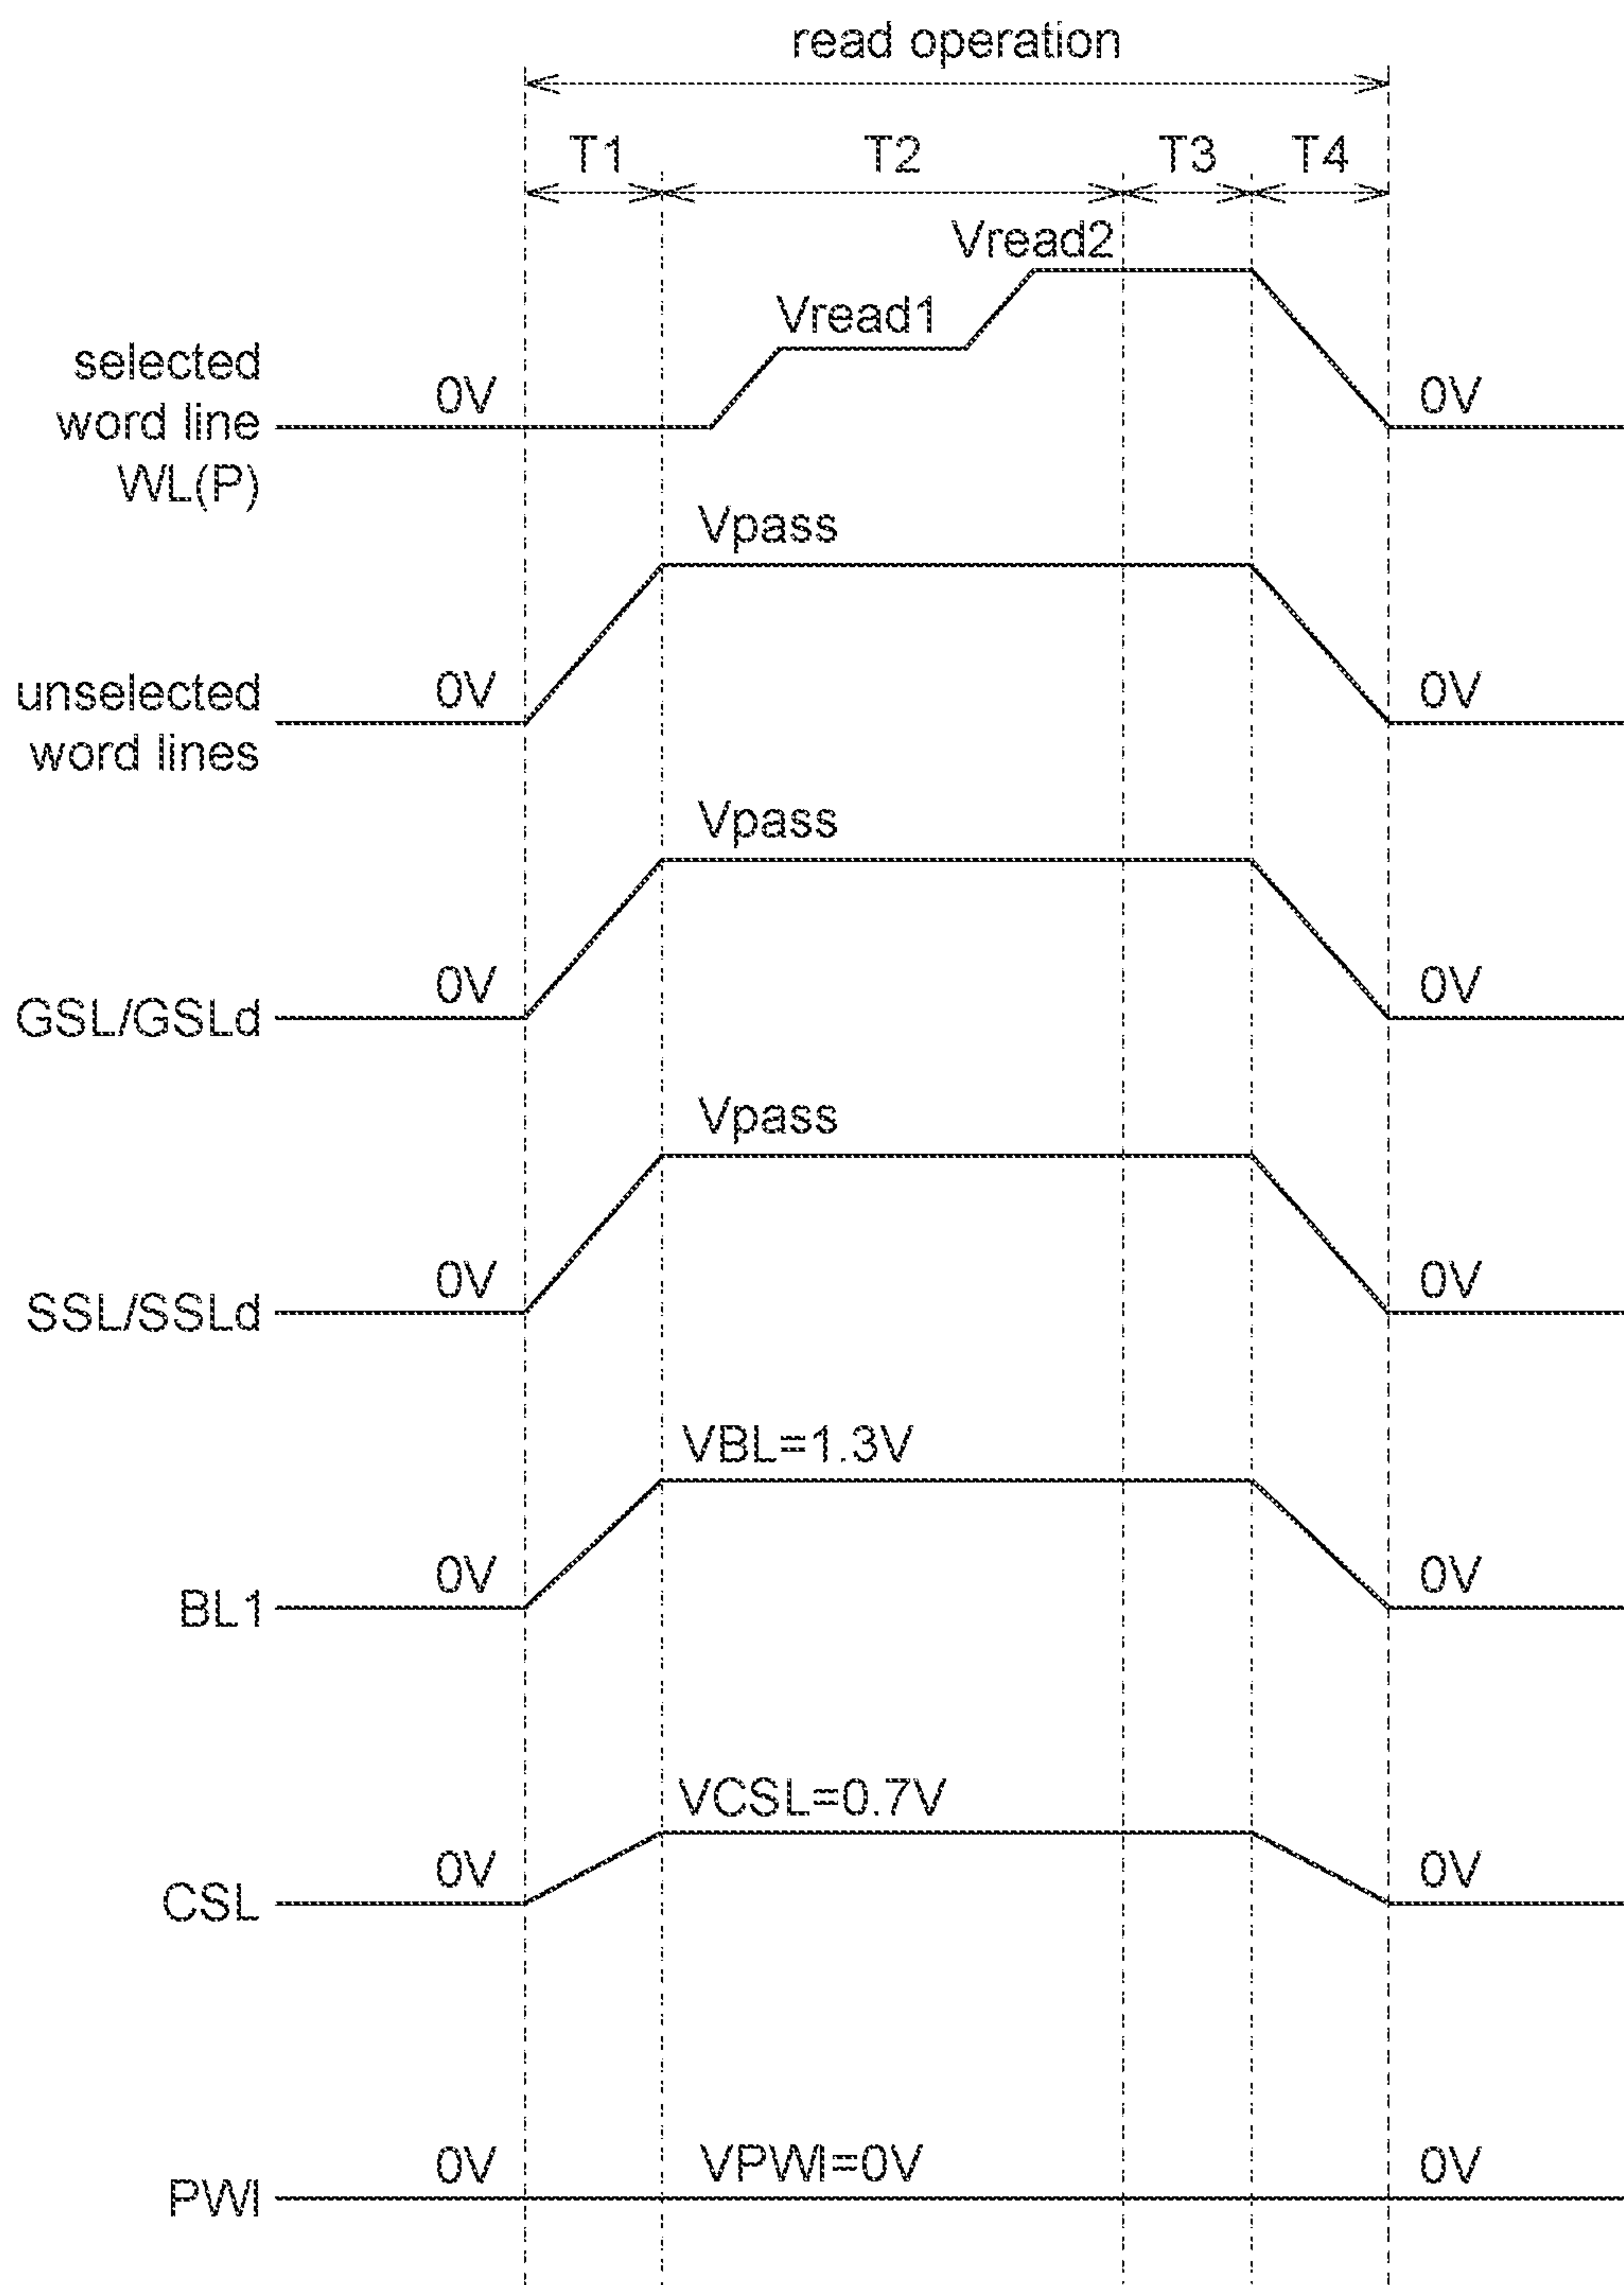 read operation
T1 T2 T3 T4
Vread2
Vread1
selected
word line
WL(P)
0V 0V
Vpass
unselected
word lines
0V 0V
Vpass
GSL/GSLd 0V 0V
Vpass
SSL/SSLd 0V 0V
VBL=1.3V
BL1 0V 0V
VCSL=0.7V
CSL 0V 0V
PWI 0V VPWI=0V 0V